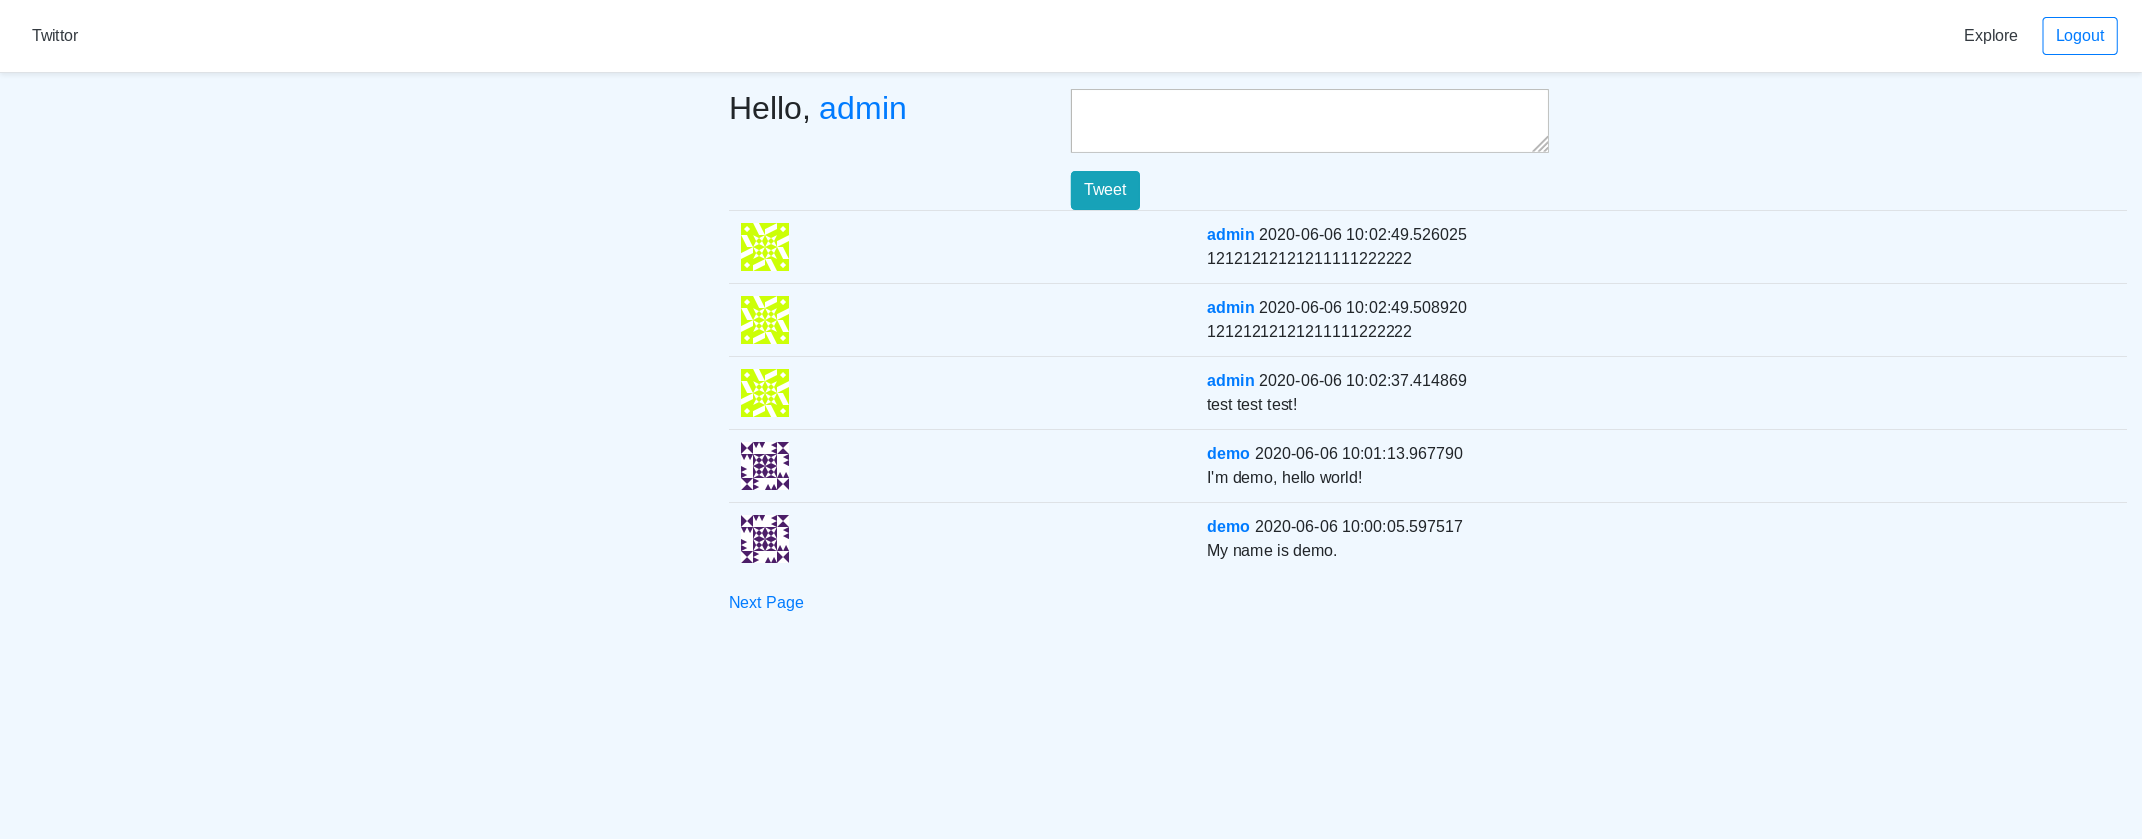 Twittor
Explore
Logout
Hello, admin
Tweet
admin 2020-06-06 10:02:49.526025
12121212121211111222222
admin 2020-06-06 10:02:49.508920
12121212121211111222222
admin 2020-06-06 10:02:37.414869
test test test!
demo 2020-06-06 10:01:13.967790
I'm demo, hello world!
demo 2020-06-06 10:00:05.597517
My name is demo.
Next Page